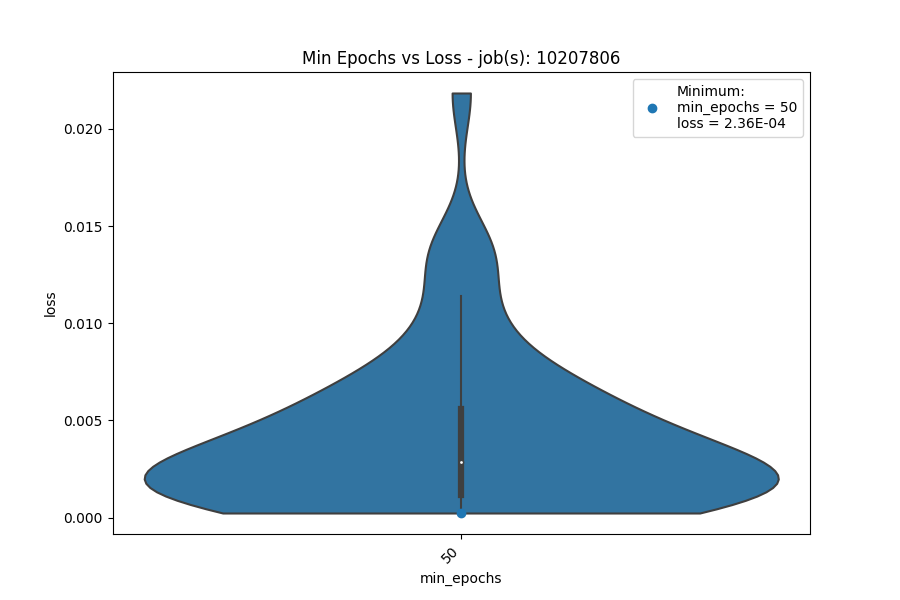 Min Epochs vs Loss - job(s): 10207806
Minimum:
min_epochs = 50
loss = 2.36E-04
0.020
0.015
0.010
0.005
0.000
loss
50
min_epochs